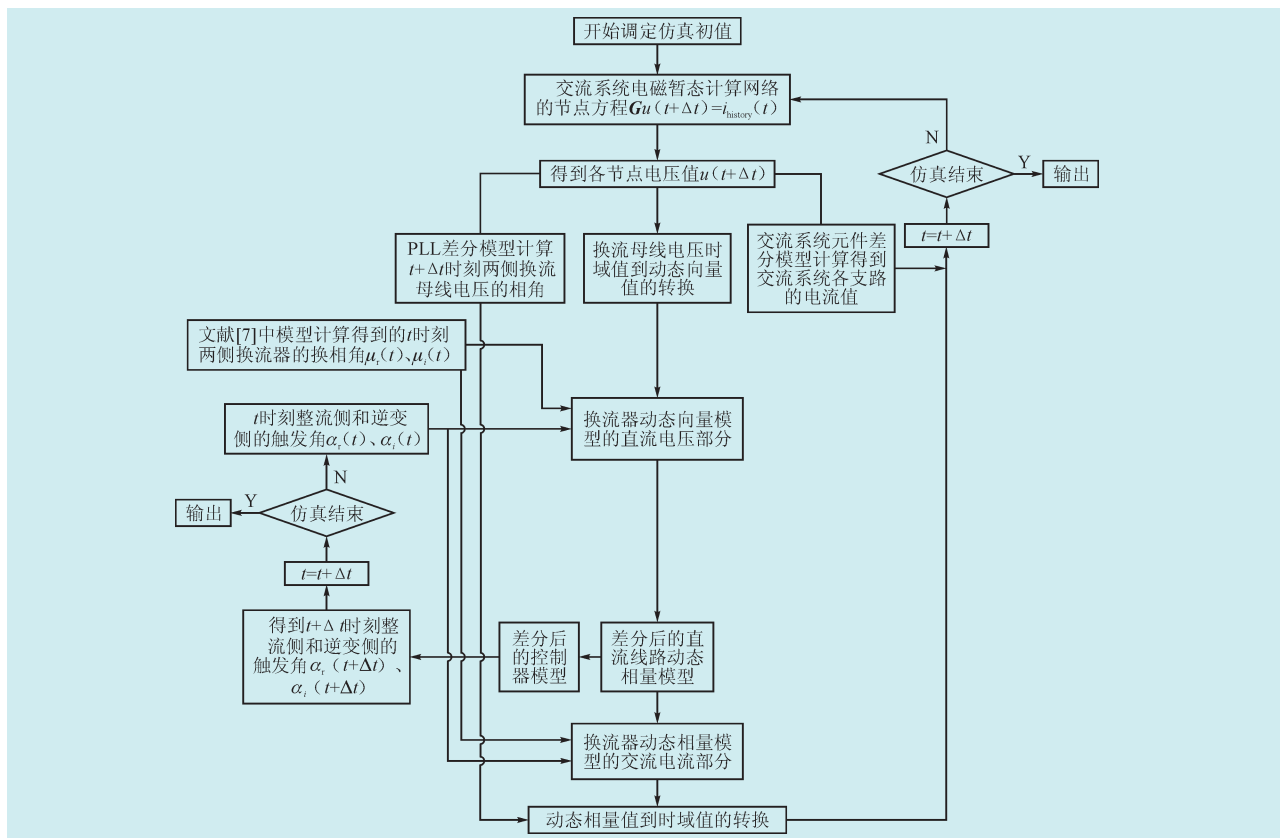 开始调定仿真初值
交流系统电磁暂态计算网络
的节点方程Gu(t+Δt)=i_history(t)
N
得到各节点电压值u(t+Δt)
仿真结束
Y
输出
t=t+Δt
PLL差分模型计算
t+Δt时刻两侧换流
母线电压的相角
换流母线电压时
域值到动态向量
值的转换
交流系统元件差
分模型计算得到
交流系统各支路
的电流值
文献[7]中模型计算得到的t时刻
两侧换流器的换相角μr(t)、μi(t)
t时刻整流侧和逆变
侧的触发角αr(t)、αi(t)
换流器动态向量模
型的直流电压部分
N
输出
Y
仿真结束
t=t+Δt
得到t+Δt时刻整
流侧和逆变侧的
触发角αr(t+Δt)、
αi(t+Δt)
差分后
的控制
器模型
差分后的直
流线路动态
相量模型
换流器动态相量模
型的交流电流部分
动态相量值到时域值的转换